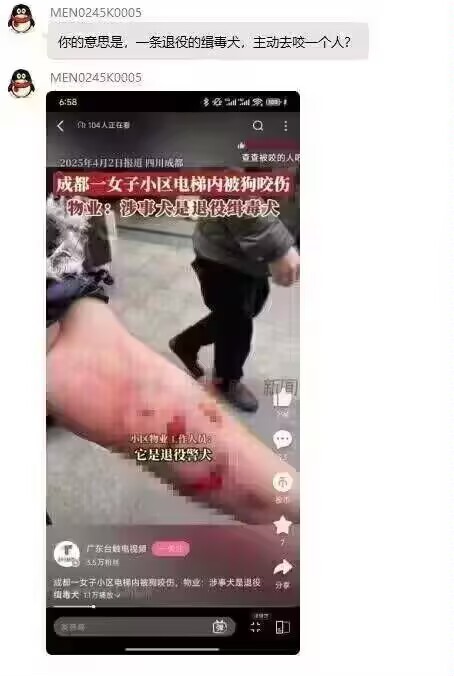 MEN0245K0005
你的意思是，一条退役的缉毒犬，主动去咬一个人？
MEN0245K0005
6:58
104人正在看
2025年4月2日报道 四川成都
查查被咬的人吧
成都一女子小区电梯内被狗咬伤
物业：涉事犬是退役缉毒犬
新闻
小区物业工作人员：
它是退役警犬
投币
7
广东台触电视频
3.5万粉丝
分享
成都一女子小区电梯内被狗咬伤，物业：涉事犬是退役
缉毒犬 1.1万播放
发弹幕
弹